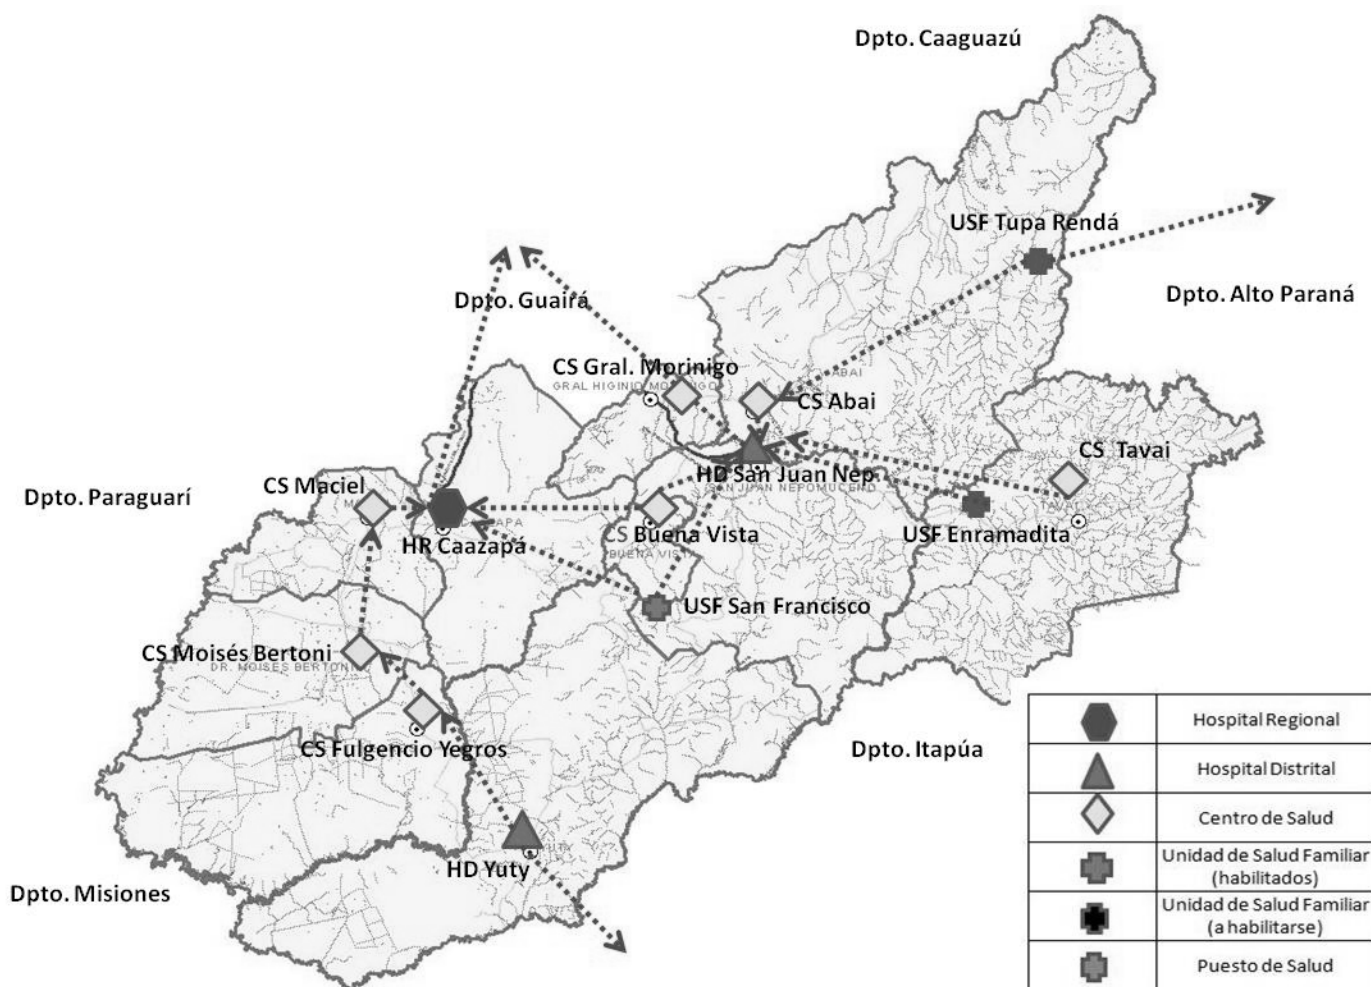 Dpto. Caaguazú
USF Tupa Rendá
Dpto. Alto Paraná
Dpto. Guairá
CS Gral. Morinigo
GRAL HIGINIO MORINIGO
ABAI
CS Abai
CS Tavai
Dpto. Paraguarí
CS Maciel
HD San Juan Nep.
SAN JUAN NEPOMUCENO
USF Enramadita
HR Caazapá
CS Buena Vista
BUENA VISTA
USF San Francisco
CS Moisés Bertoni
DR. MOISES BERTONI
CS Fulgencio Yegros
Dpto. Itapúa
HD Yuty
Dpto. Misiones
Hospital Regional
Hospital Distrital
Centro de Salud
Unidad de Salud Familiar
(habilitados)
Unidad de Salud Familiar
(a habilitarse)
Puesto de Salud